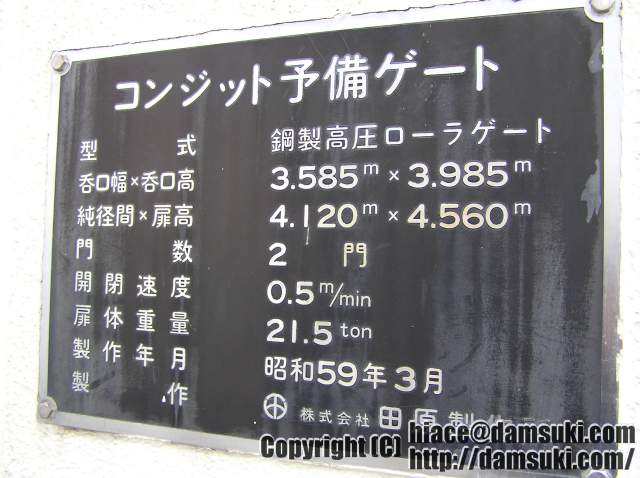 コンジット予備ゲート
型式 鋼製高圧ローラゲート
呑口幅×呑口高 3.585m×3.985m
純径間×扉高 4.120m×4.560m
門数 2門
開閉速度 0.5m/min
扉体重量 21.5ton
製作年月 昭和59年3月
製作 株式会社 田原製作
Copyright (C) hiace@damsuki.com
http://damsuki.com/